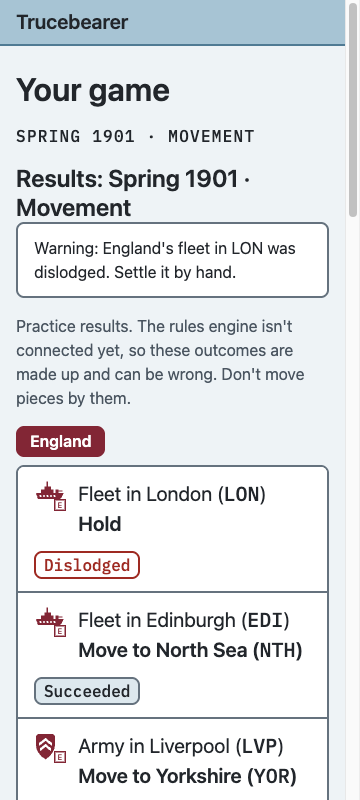 Trucebearer
Your game
SPRING 1901 · MOVEMENT
Results: Spring 1901 ·
Movement
Warning: England's fleet in LON was
dislodged. Settle it by hand.
Practice results. The rules engine isn't
connected yet, so these outcomes are
made up and can be wrong. Don't move
pieces by them.
England
Fleet in London (LON)
E
Hold
Dislodged
Fleet in Edinburgh (EDI)
E
Move to North Sea (NTH)
Succeeded
Army in Liverpool (LVP)
E
Move to Yorkshire (YOR)